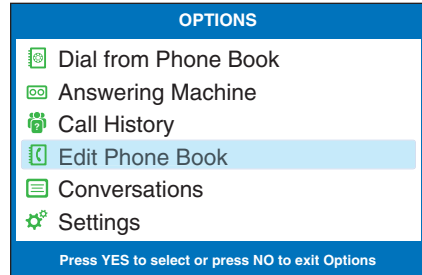 OPTIONS
Dial from Phone Book
Answering Machine
Call History
Edit Phone Book
Conversations
Settings
Press YES to select or press NO to exit Options